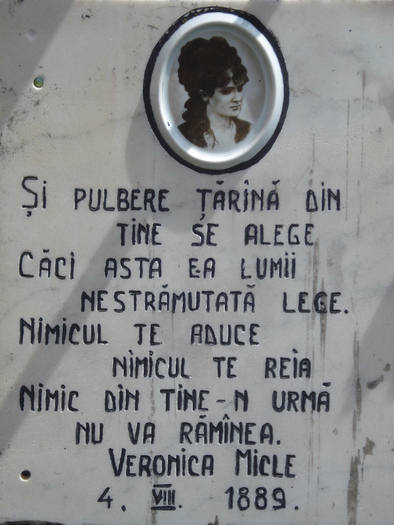 ȘI PULBERE ȚĂRÎNĂ DIN
TINE SE ALEGE
CĂCI ASTA EA LUMII
NESTRĂMUTATĂ LEGE.
NIMICUL TE ADUCE
NIMICUL TE REIA
NIMIC DIN TINE-N URMĂ
NU VA RĂMÎNEA.
VERONICA MICLE
4. VIII. 1889.